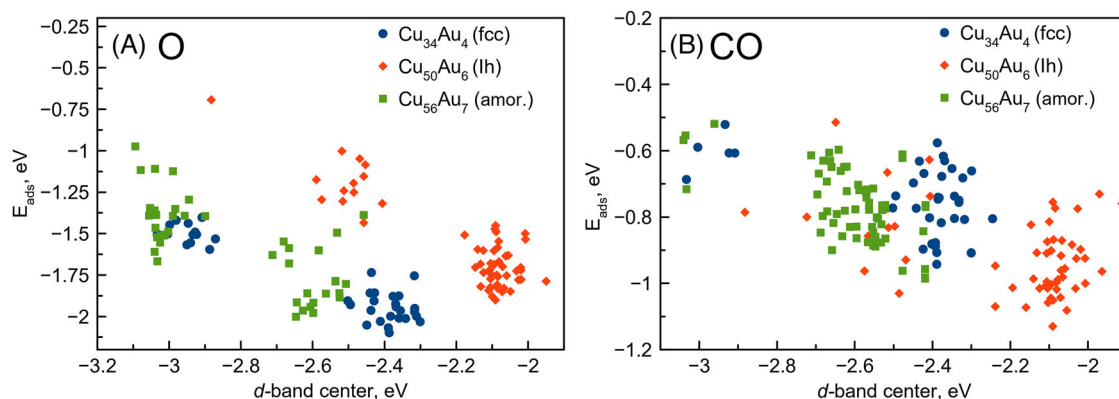 (A) O
Cu34Au4 (fcc)
Cu50Au6 (Ih)
Cu56Au7 (amor.)
−0.25
−0.5
−0.75
−1
−1.25
−1.5
−1.75
−2
Eads, eV
−3.2 −3 −2.8 −2.6 −2.4 −2.2 −2
d-band center, eV
(B) CO
Cu34Au4 (fcc)
Cu50Au6 (Ih)
Cu56Au7 (amor.)
−0.2
−0.4
−0.6
−0.8
−1
−1.2
Eads, eV
−3 −2.8 −2.6 −2.4 −2.2 −2
d-band center, eV